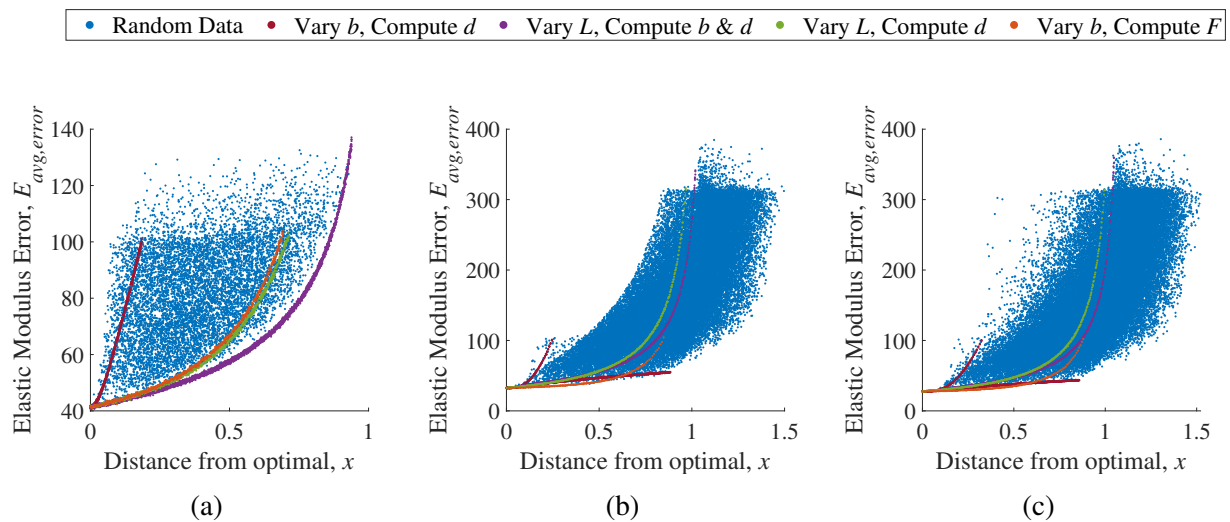 Random Data Vary b, Compute d Vary L, Compute b & d Vary L, Compute d Vary b, Compute F
Elastic Modulus Error, E avg,error
140
120
100
80
60
40
0 0.5 1
Distance from optimal, x
(a)
Elastic Modulus Error, E avg,error
400
300
200
100
0
0 0.5 1 1.5
Distance from optimal, x
(b)
Elastic Modulus Error, E avg,error
400
300
200
100
0
0 0.5 1 1.5
Distance from optimal, x
(c)